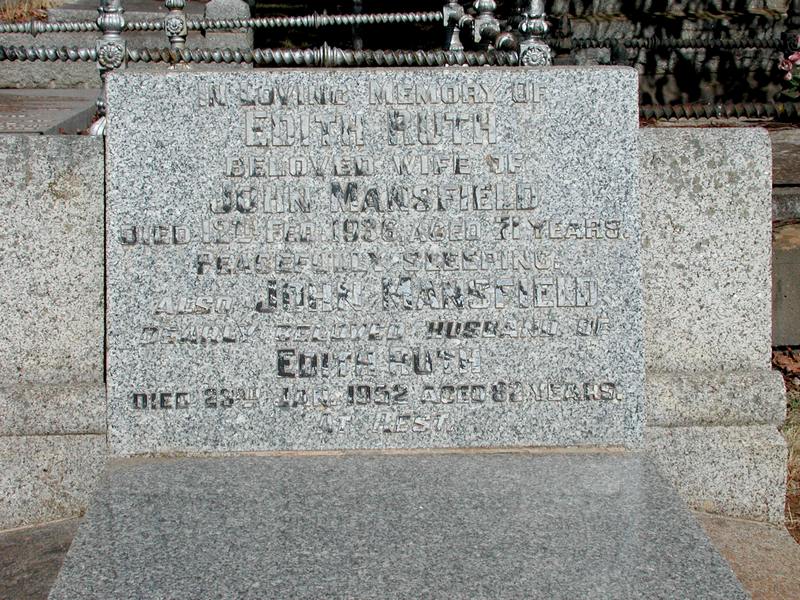 IN LOVING MEMORY OF
EDITH RUTH
BELOVED WIFE OF
JOHN MANSFIELD
DIED 12TH FEB. 1936 AGED 71 YEARS.
PEACEFULLY SLEEPING.
ALSO JOHN MANSFIELD
DEARLY BELOVED HUSBAND OF
EDITH RUTH
DIED 23RD JAN. 1952 AGED 82 YEARS.
AT REST.